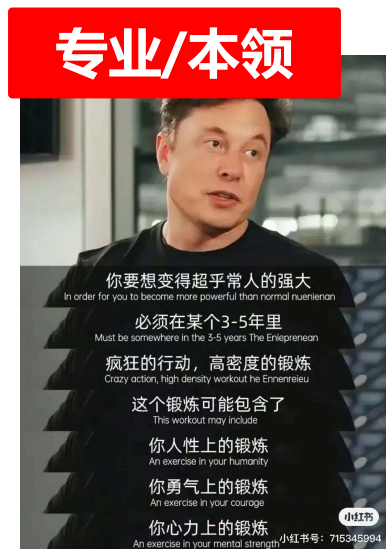 专业/本领
你要想变得超乎常人的强大
In order for you to become more powerful than normal nuenienan
必须在某个3-5年里
Must be somewhere in the 3-5 years The Enieprenean
疯狂的行动，高密度的锻炼
Crazy action, high density workout he Ennenreieu
这个锻炼可能包含了
This workout may include
你人性上的锻炼
An exercise in your humanity
你勇气上的锻炼
An exercise in your courage
小红书
你心力上的锻炼
小红书号：715345994
An exercise in your mental strength